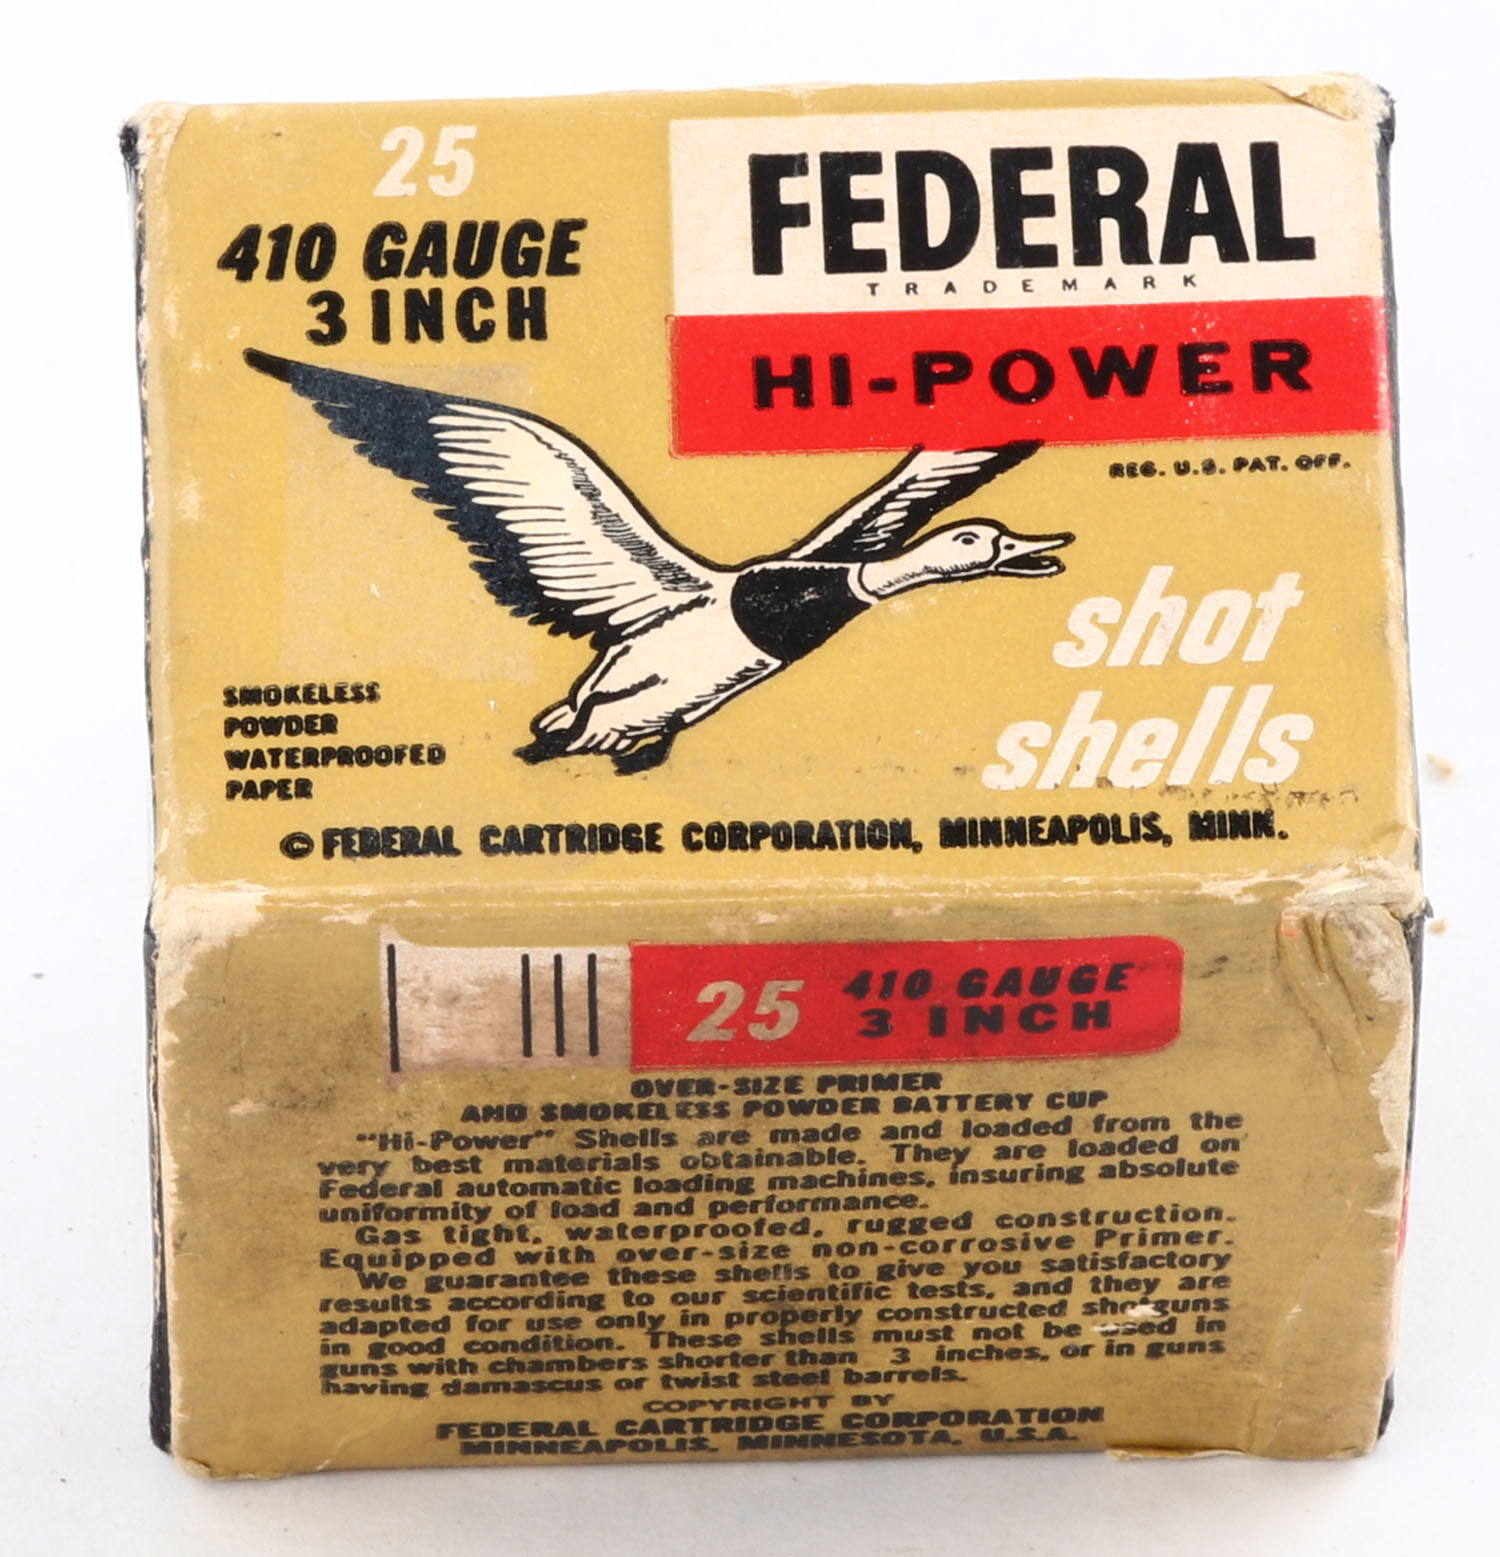 25
410 GAUGE
3 INCH
FEDERAL
TRADEMARK
HI-POWER
REG. U.S. PAT. OFF.
shot
shells
SMOKELESS
POWDER
WATERPROOFED
PAPER
© FEDERAL CARTRIDGE CORPORATION, MINNEAPOLIS, MINN.
25
410 GAUGE
3 INCH
OVER-SIZE PRIMER
AND SMOKELESS POWDER BATTERY CUP
"Hi-Power" Shells are made and loaded from the
very best materials obtainable. They are loaded on
Federal automatic loading machines, insuring absolute
uniformity of load and performance.
Gas tight, waterproofed, rugged construction.
Equipped with over-size non-corrosive Primer.
We guarantee these shells to give you satisfactory
results according to our scientific tests, and they are
adapted for use only in properly constructed shotguns
in good condition. These shells must not be used in
guns with chambers shorter than 3 inches, or in guns
having damascus or twist steel barrels.
COPYRIGHT BY
FEDERAL CARTRIDGE CORPORATION
MINNEAPOLIS, MINNESOTA, U.S.A.